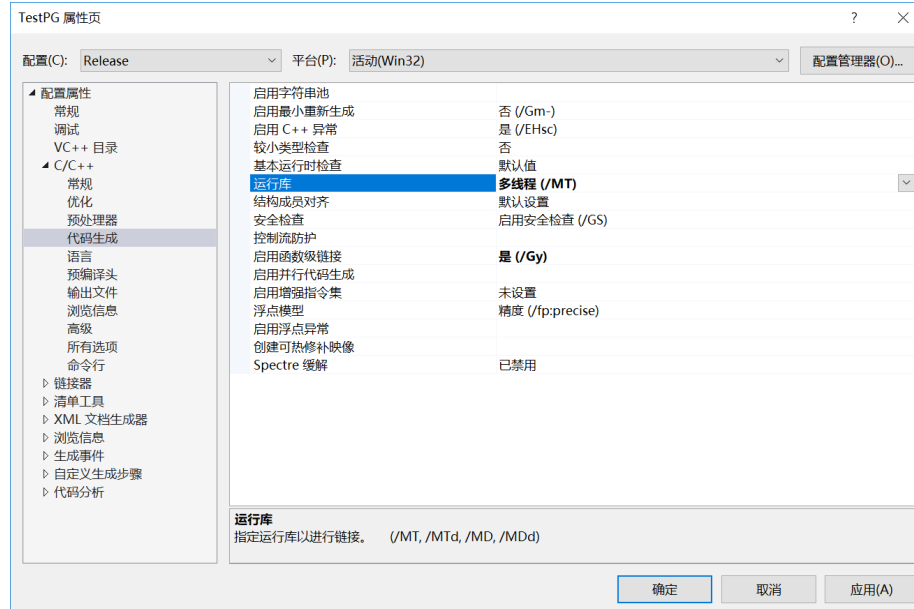 TestPG 属性页 ?
配置(C): Release 平台(P): 活动(Win32) 配置管理器(O)...
配置属性
常规
调试
VC++ 目录
C/C++
常规
优化
预处理器
代码生成
语言
预编译头
输出文件
浏览信息
高级
所有选项
命令行
链接器
清单工具
XML 文档生成器
浏览信息
生成事件
自定义生成步骤
代码分析
启用字符串池
启用最小重新生成 否 (/Gm-)
启用 C++ 异常 是 (/EHsc)
较小类型检查 否
基本运行时检查 默认值
运行库 多线程 (/MT)
结构成员对齐 默认设置
安全检查 启用安全检查 (/GS)
控制流防护
启用函数级链接 是 (/Gy)
启用并行代码生成
启用增强指令集 未设置
浮点模型 精度 (/fp:precise)
启用浮点异常
创建可热修补映像
Spectre 缓解 已禁用
运行库
指定运行库以进行链接。 (/MT, /MTd, /MD, /MDd)
确定 取消 应用(A)